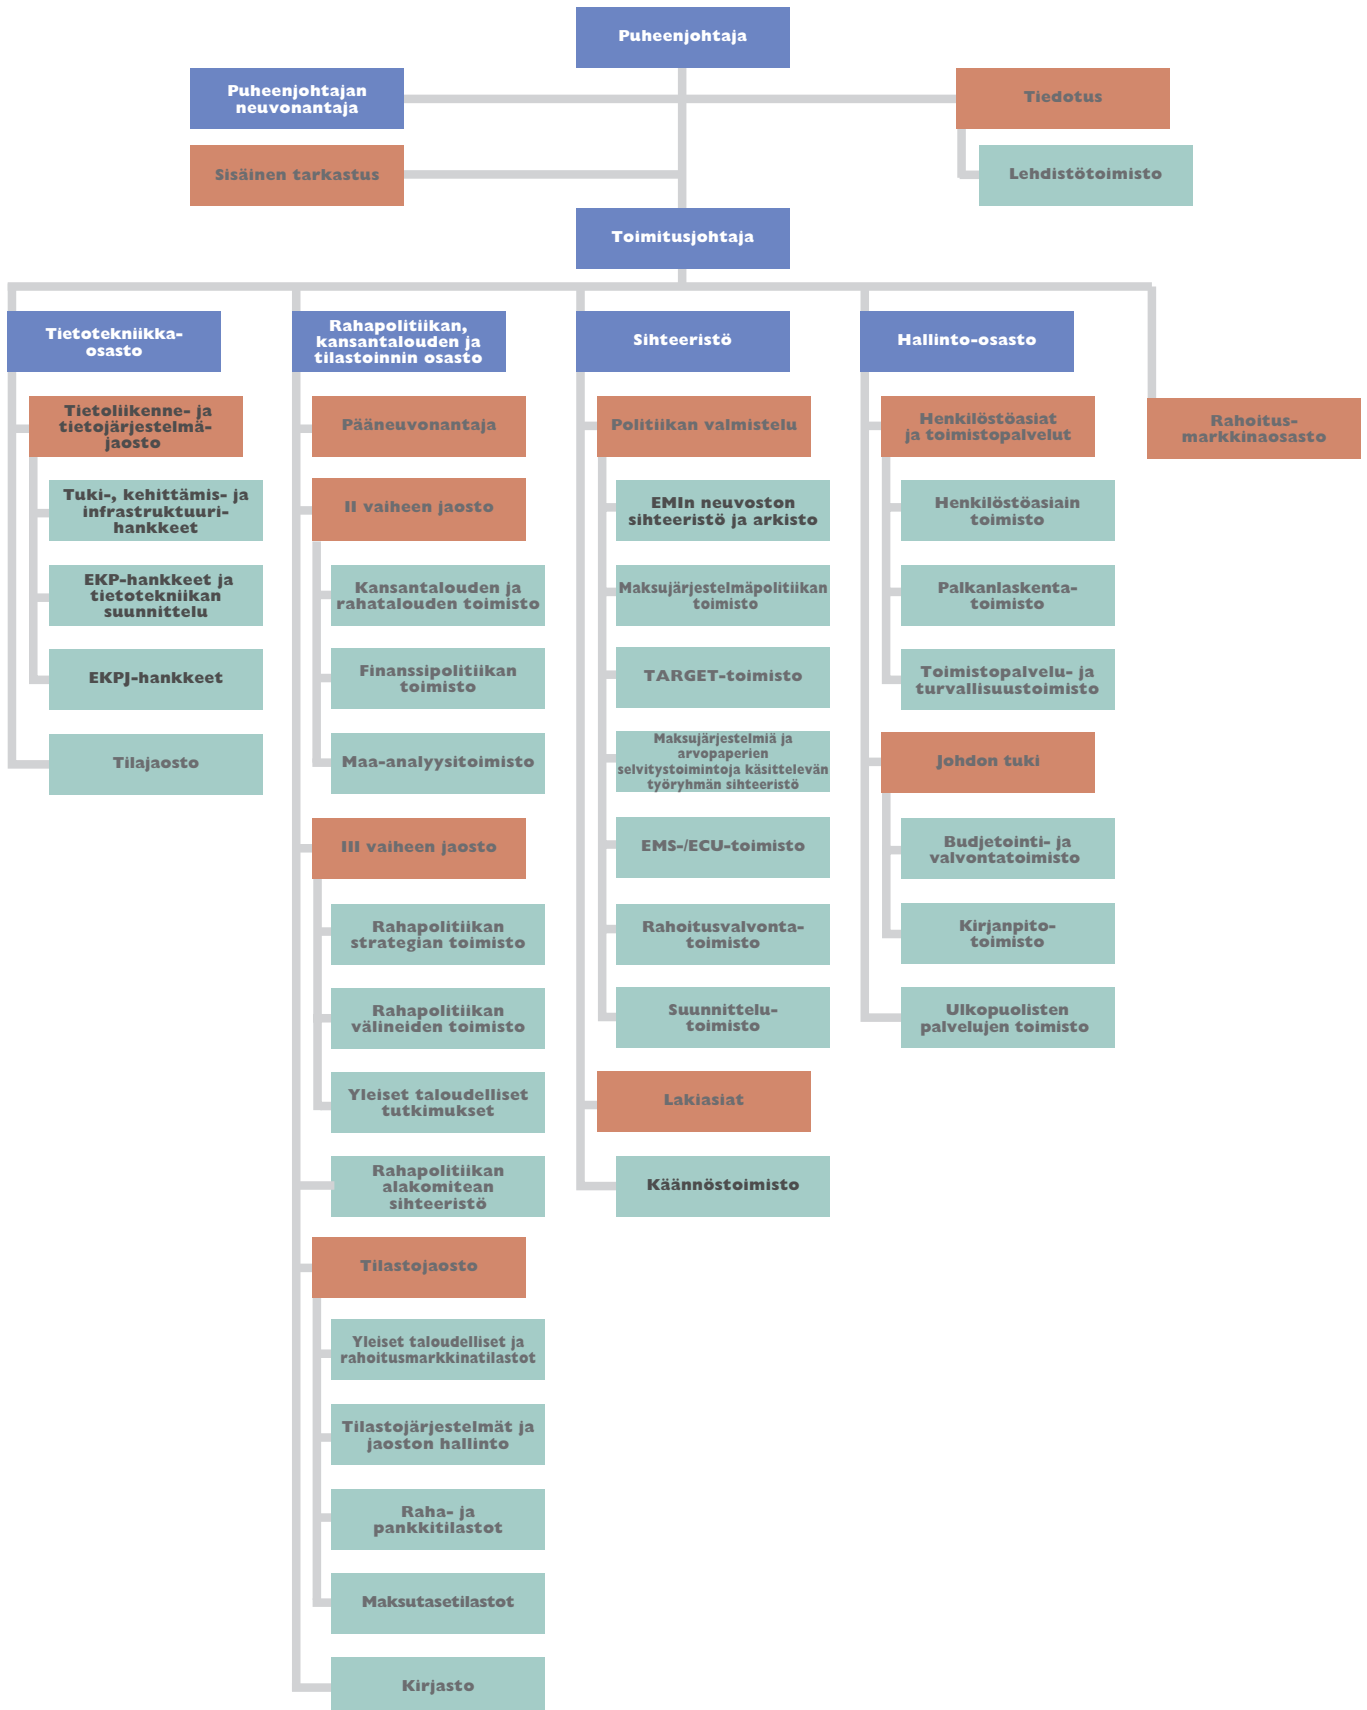 Puheenjohtaja
Puheenjohtajan
neuvonantaja
Tiedotus
Sisäinen tarkastus
Lehdistötoimisto
Toimitusjohtaja
Tietotekniikka-
osasto
Tietoliikenne- ja
tietojärjestelmä-
jaosto
Tuki-, kehittämis- ja
infrastruktuuri-
hankkeet
EKP-hankkeet ja
tietotekniikan
suunnittelu
EKPJ-hankkeet
Tilajaosto
Rahapolitiikan,
kansantalouden ja
tilastoinnin osasto
Pääneuvonantaja
II vaiheen jaosto
Kansantalouden ja
rahatalouden toimisto
Finanssipolitiikan
toimisto
Maa-analyysitoimisto
III vaiheen jaosto
Rahapolitiikan
strategian toimisto
Rahapolitiikan
välineiden toimisto
Yleiset taloudelliset
tutkimukset
Rahapolitiikan
alakomitean
sihteeristö
Tilastojaosto
Yleiset taloudelliset ja
rahoitusmarkkinatilastot
Tilastojärjestelmät ja
jaoston hallinto
Raha- ja
pankkitilastot
Maksutasetilastot
Kirjasto
Sihteeristö
Politiikan valmistelu
EMIn neuvoston
sihteeristö ja arkisto
Maksujärjestelmäpolitiikan
toimisto
TARGET-toimisto
Maksujärjestelmiä ja
arvopaperien
selvitystoimintoja käsittelevän
työryhmän sihteeristö
EMS-/ECU-toimisto
Rahoitusvalvonta-
toimisto
Suunnittelu-
toimisto
Lakiasiat
Käännöstoimisto
Hallinto-osasto
Henkilöstöasiat
ja toimistopalvelut
Henkilöstöasiain
toimisto
Palkanlaskenta-
toimisto
Toimistopalvelu- ja
turvallisuustoimisto
Johdon tuki
Budjetointi- ja
valvontatoimisto
Kirjanpito-
toimisto
Ulkopuolisten
palvelujen toimisto
Rahoitus-
markkinaosasto